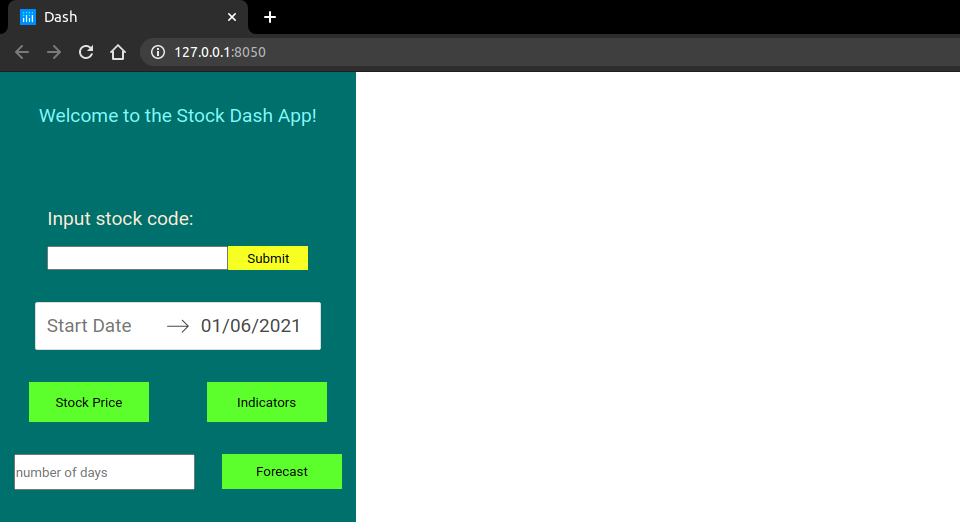 Dash
127.0.0.1:8050
Welcome to the Stock Dash App!
Input stock code:
Submit
Start Date 01/06/2021
Stock Price Indicators
number of days Forecast